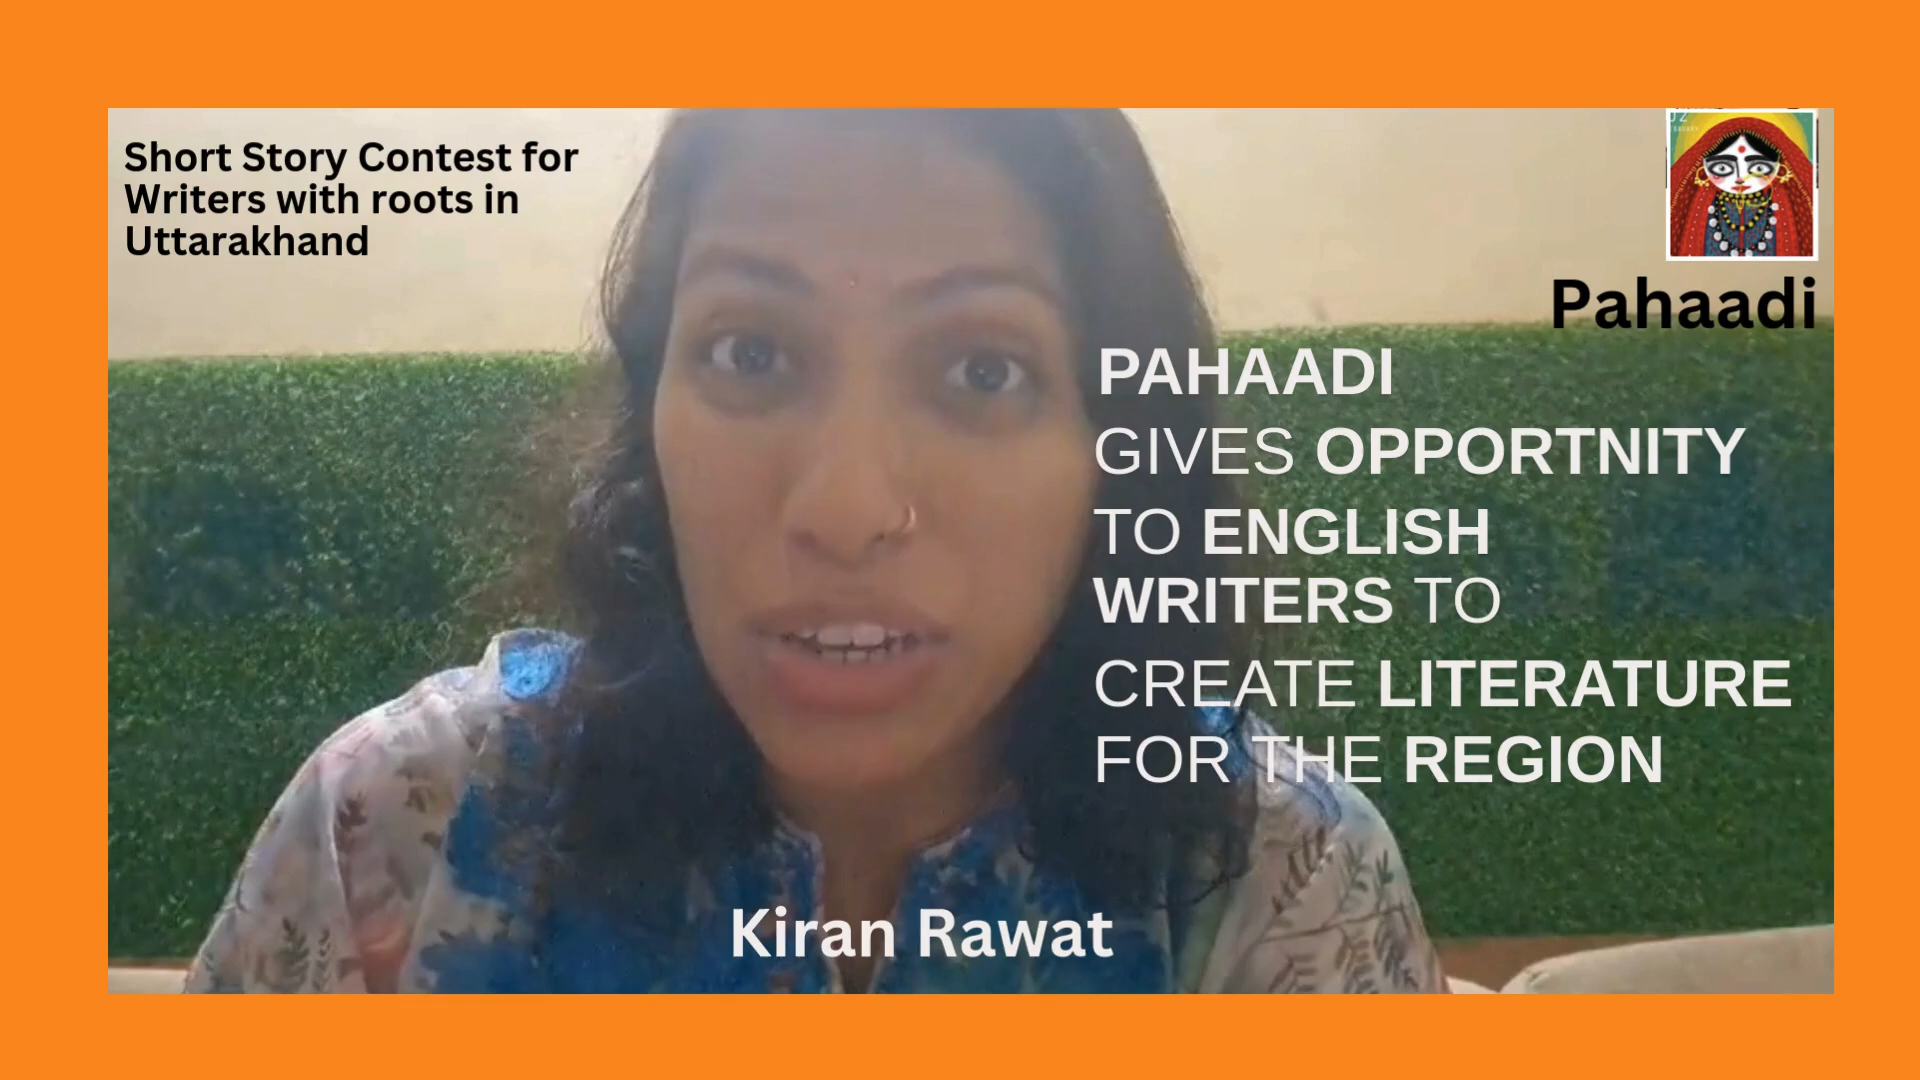 Short Story Contest for
Writers with roots in
Uttarakhand
Pahaadi
PAHAADI
GIVES OPPORTNITY
TO ENGLISH
WRITERS TO
CREATE LITERATURE
FOR THE REGION
Kiran Rawat